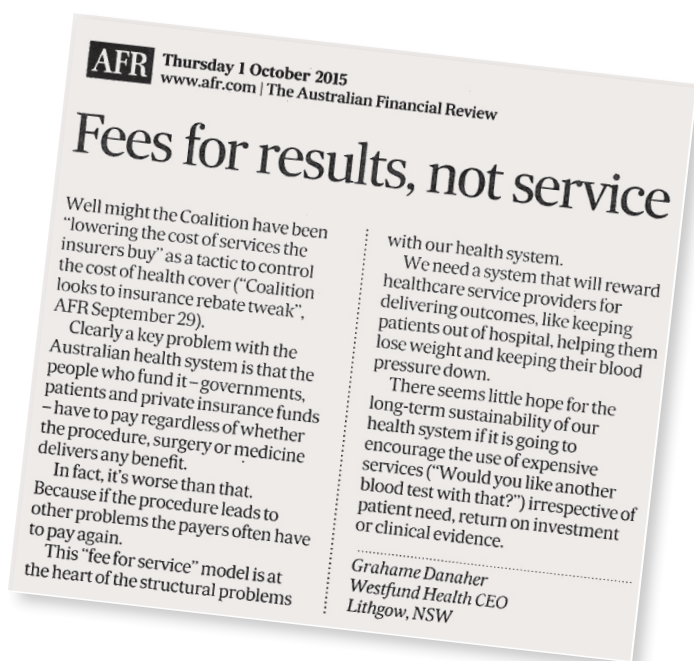 AFR
Thursday 1 October 2015
www.afr.com | The Australian Financial Review
Fees for results, not service
Well might the Coalition have been
"lowering the cost of services the
insurers buy" as a tactic to control
the cost of health cover ("Coalition
looks to insurance rebate tweak",
AFR September 29).
Clearly a key problem with the
Australian health system is that the
people who fund it – governments,
patients and private insurance funds
– have to pay regardless of whether
the procedure, surgery or medicine
delivers any benefit.
In fact, it's worse than that.
Because if the procedure leads to
other problems the payers often have
to pay again.
This "fee for service" model is at
the heart of the structural problems
with our health system.
We need a system that will reward
healthcare service providers for
delivering outcomes, like keeping
patients out of hospital, helping them
lose weight and keeping their blood
pressure down.
There seems little hope for the
long-term sustainability of our
health system if it is going to
encourage the use of expensive
services ("Would you like another
blood test with that?") irrespective of
patient need, return on investment
or clinical evidence.
Grahame Danaher
Westfund Health CEO
Lithgow, NSW